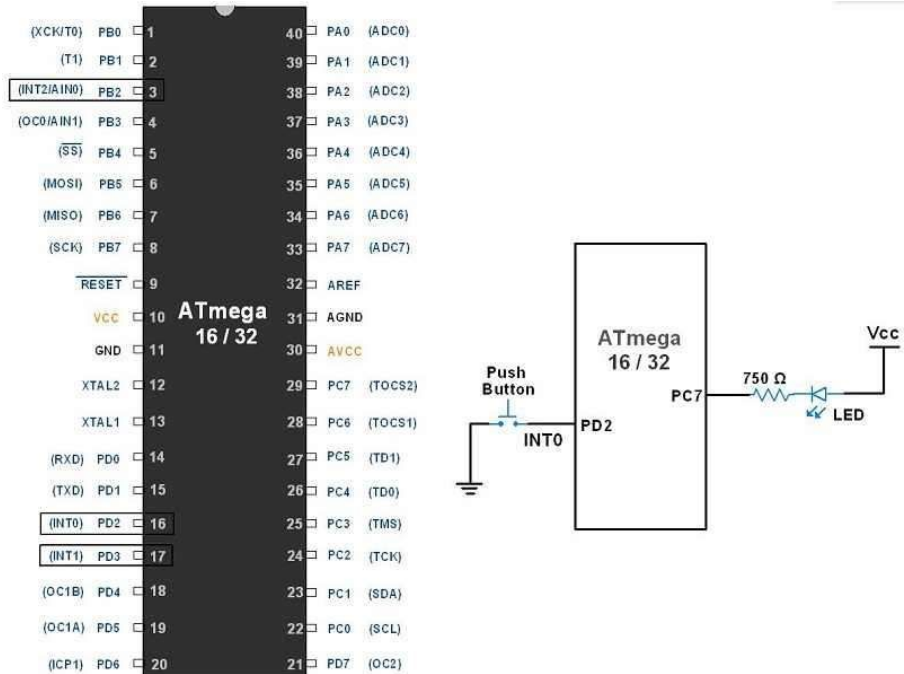 (XCK/T0) PB0 1
(T1) PB1 2
(INT2/AIN0) PB2 3
(OC0/AIN1) PB3 4
(SS) PB4 5
(MOSI) PB5 6
(MISO) PB6 7
(SCK) PB7 8
RESET 9
VCC 10
GND 11
XTAL2 12
XTAL1 13
(RXD) PD0 14
(TXD) PD1 15
(INT0) PD2 16
(INT1) PD3 17
(OC1B) PD4 18
(OC1A) PD5 19
(ICP1) PD6 20
ATmega
16 / 32
40 PA0 (ADC0)
39 PA1 (ADC1)
38 PA2 (ADC2)
37 PA3 (ADC3)
36 PA4 (ADC4)
35 PA5 (ADC5)
34 PA6 (ADC6)
33 PA7 (ADC7)
32 AREF
31 AGND
30 AVCC
29 PC7 (TOCS2)
28 PC6 (TOCS1)
27 PC5 (TD1)
26 PC4 (TD0)
25 PC3 (TMS)
24 PC2 (TCK)
23 PC1 (SDA)
22 PC0 (SCL)
21 PD7 (OC2)
Push
Button
INT0
PD2
ATmega
16 / 32
PC7
750 Ω
LED
Vcc